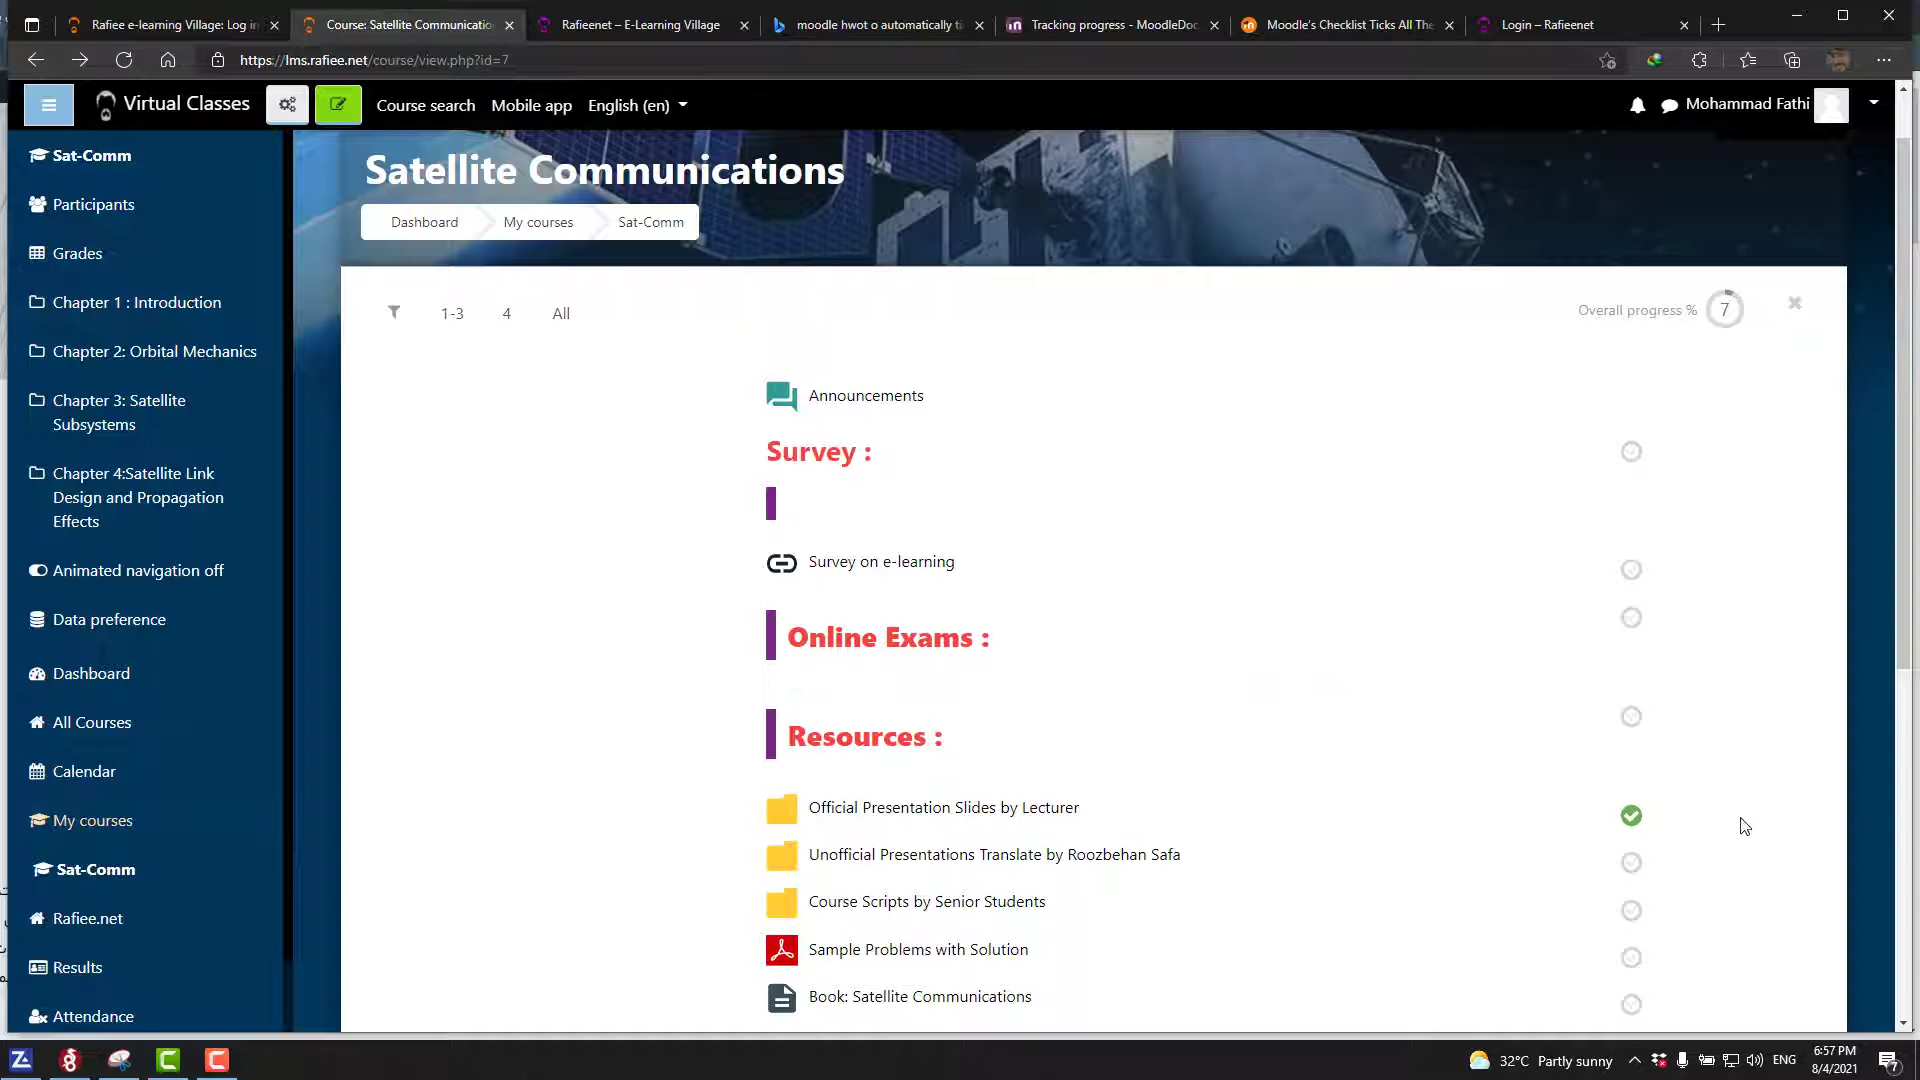 Rafiee e-learning Village: Log in
Course: Satellite Communicatio
Rafieenet – E-Learning Village
moodle hwot o automatically ti
Tracking progress - MoodleDoc
Moodle's Checklist Ticks All The
Login – Rafieenet
https://lms.rafiee.net/course/view.php?id=7
Virtual Classes
Course search
Mobile app
English (en)
Mohammad Fathi
Sat-Comm
Participants
Grades
Chapter 1 : Introduction
Chapter 2: Orbital Mechanics
Chapter 3: Satellite
Subsystems
Chapter 4:Satellite Link
Design and Propagation
Effects
Animated navigation off
Data preference
Dashboard
All Courses
Calendar
My courses
Sat-Comm
Rafiee.net
Results
Attendance
Satellite Communications
Dashboard
My courses
Sat-Comm
1-3
4
All
Overall progress %
7
Announcements
Survey :
Survey on e-learning
Online Exams :
Resources :
Official Presentation Slides by Lecturer
Unofficial Presentations Translate by Roozbehan Safa
Course Scripts by Senior Students
Sample Problems with Solution
Book: Satellite Communications
32°C Partly sunny
ENG
6:57 PM
8/4/2021
7